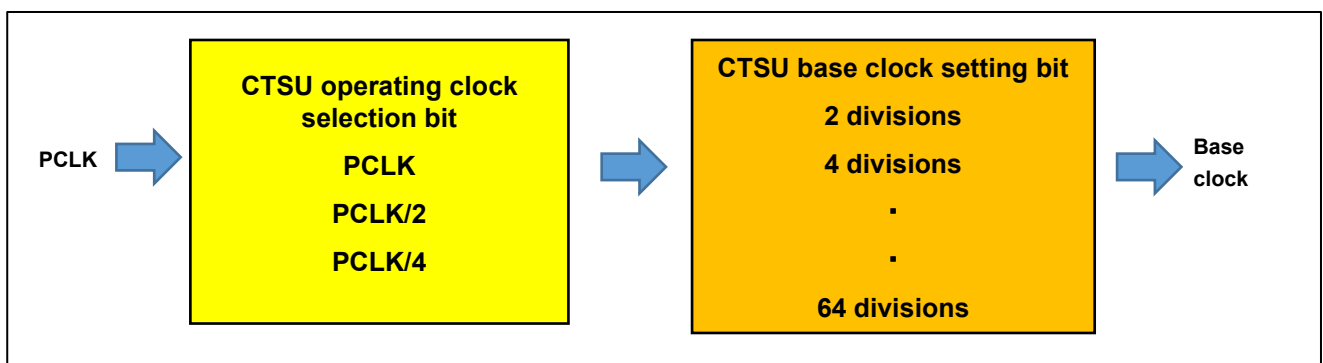 PCLK
CTSU operating clock
selection bit
PCLK
PCLK/2
PCLK/4
CTSU base clock setting bit
2 divisions
4 divisions
.
.
64 divisions
Base
clock